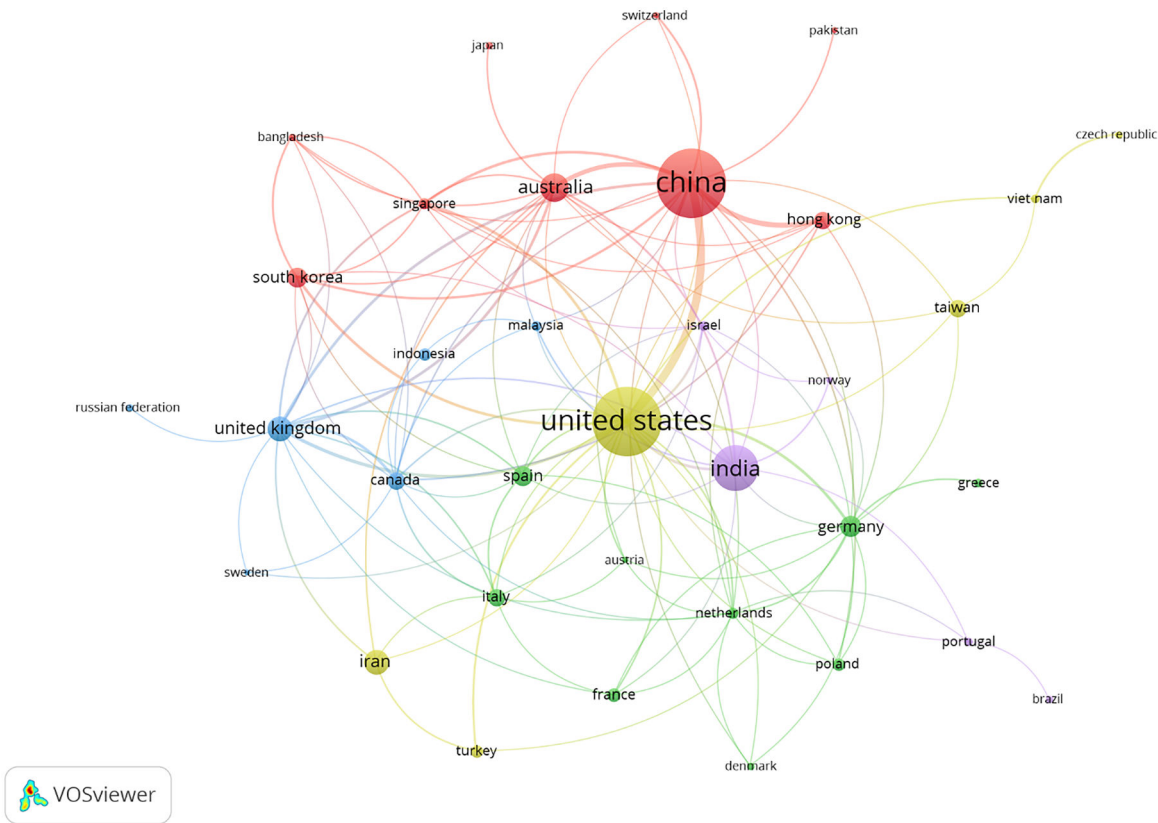 switzerland
pakistan
japan
czech republic
bangladesh
china
australia
viet nam
singapore
hong kong
south korea
taiwan
malaysia
israel
indonesia
norway
russian federation
united states
united kingdom
india
spain
canada
greece
germany
austria
sweden
italy
netherlands
portugal
iran
poland
france
brazil
turkey
denmark
VOSviewer